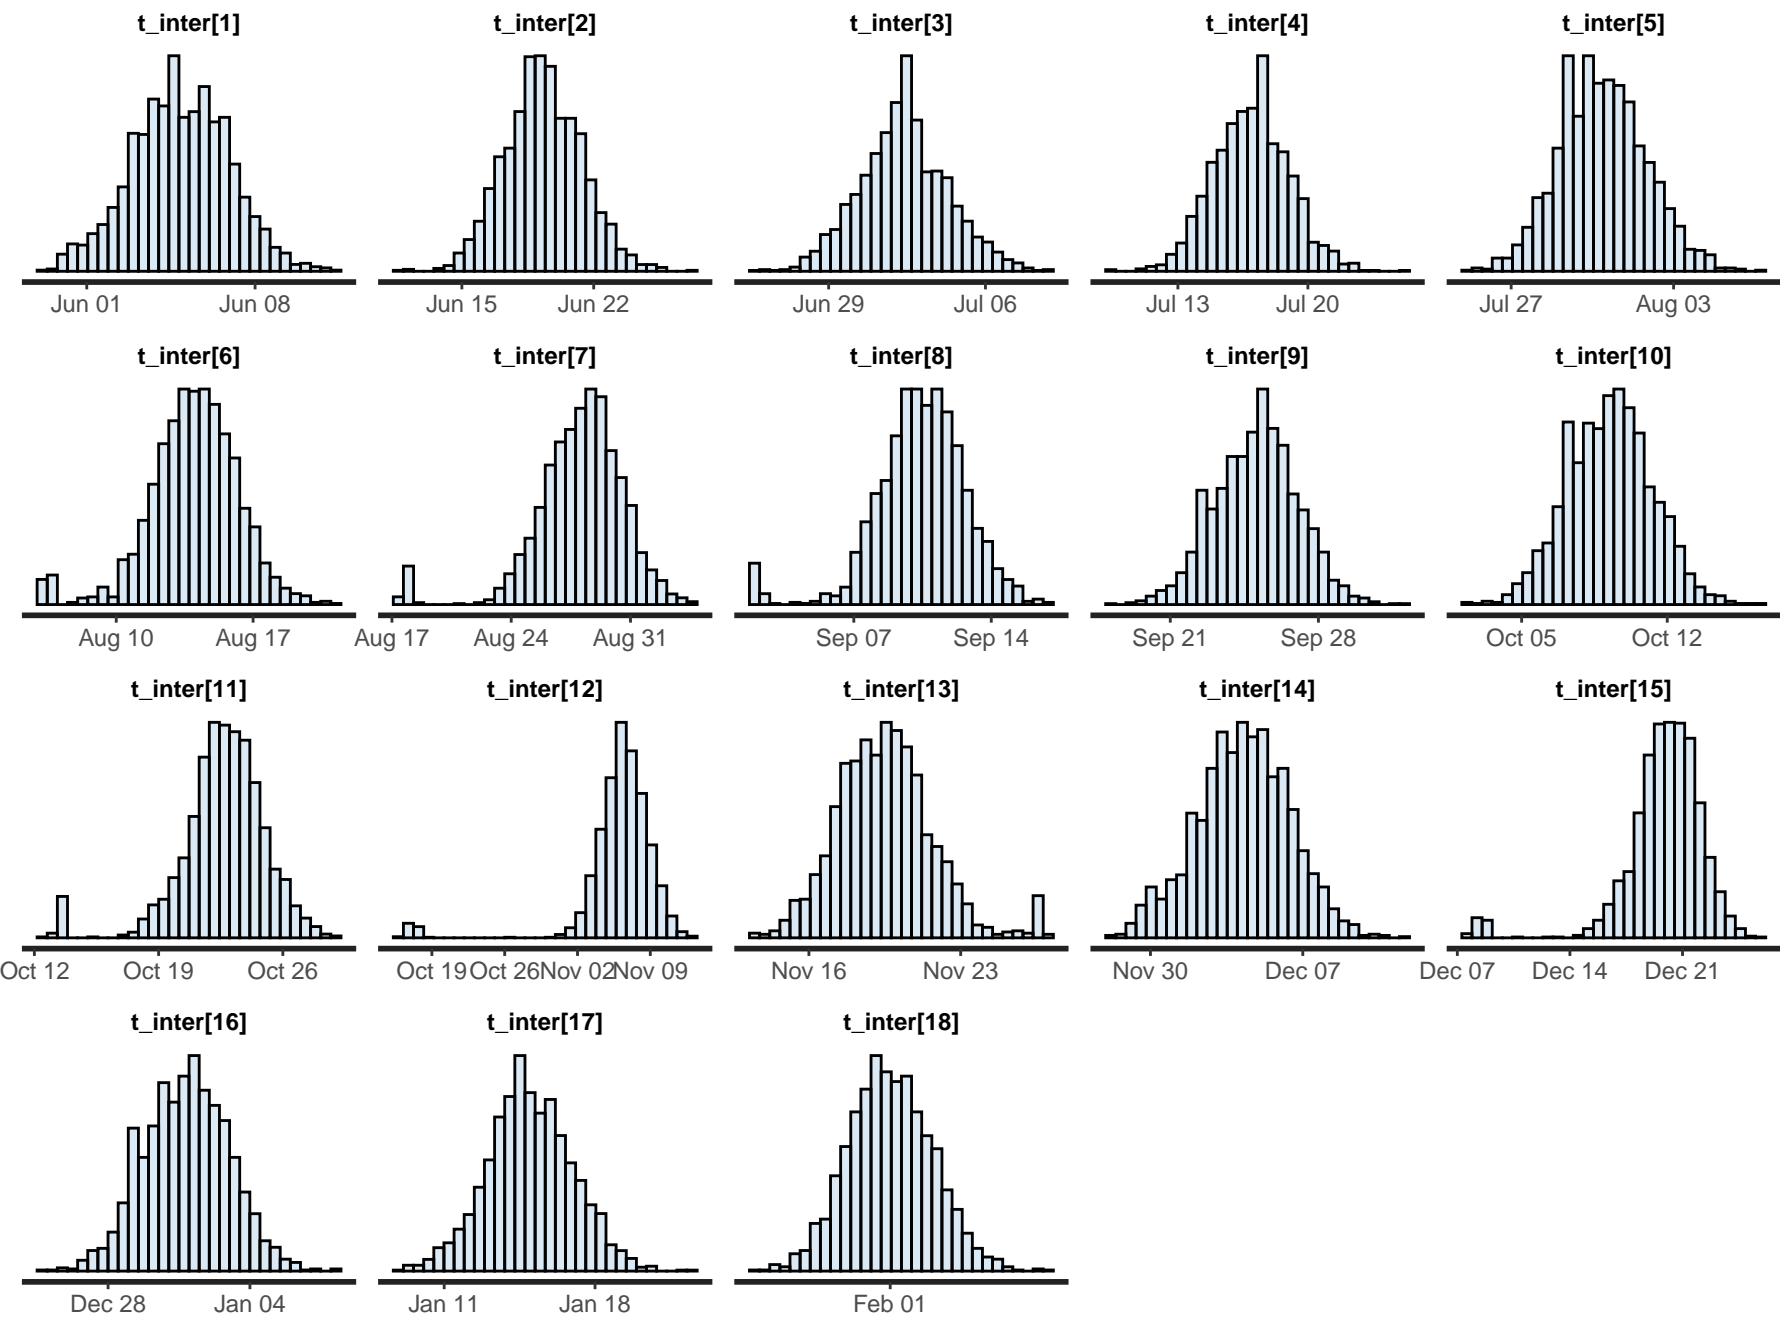 t_inter[1] t_inter[2] t_inter[3] t_inter[4] t_inter[5]
Jun 01 Jun 08 Jun 15 Jun 22 Jun 29 Jul 06 Jul 13 Jul 20 Jul 27 Aug 03
t_inter[6] t_inter[7] t_inter[8] t_inter[9] t_inter[10]
Aug 10 Aug 17 Aug 17 Aug 24 Aug 31 Sep 07 Sep 14 Sep 21 Sep 28 Oct 05 Oct 12
t_inter[11] t_inter[12] t_inter[13] t_inter[14] t_inter[15]
Oct 12 Oct 19 Oct 26 Oct 19 Oct 26 Nov 02 Nov 09 Nov 16 Nov 23 Nov 30 Dec 07 Dec 07 Dec 14 Dec 21
t_inter[16] t_inter[17] t_inter[18]
Dec 28 Jan 04 Jan 11 Jan 18 Feb 01